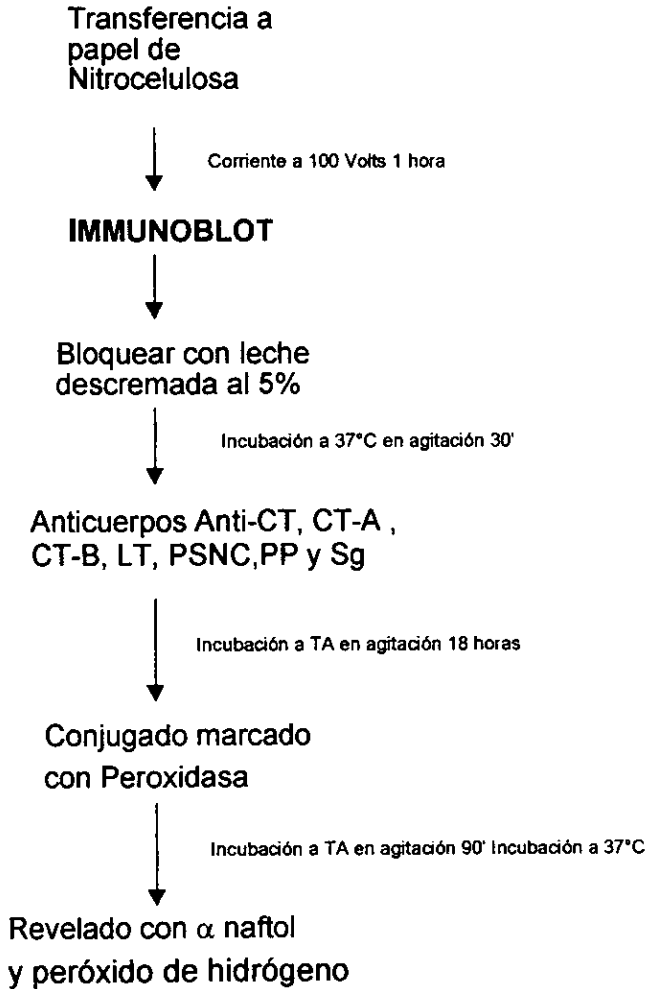 Transferencia a
papel de
Nitrocelulosa
Corriente a 100 Volts 1 hora
IMMUNOBLOT
Bloquear con leche
descremada al 5%
Incubación a 37°C en agitación 30'
Anticuerpos Anti-CT, CT-A ,
CT-B, LT, PSNC,PP y Sg
Incubación a TA en agitación 18 horas
Conjugado marcado
con Peroxidasa
Incubación a TA en agitación 90' Incubación a 37°C
Revelado con α naftol
y peróxido de hidrógeno